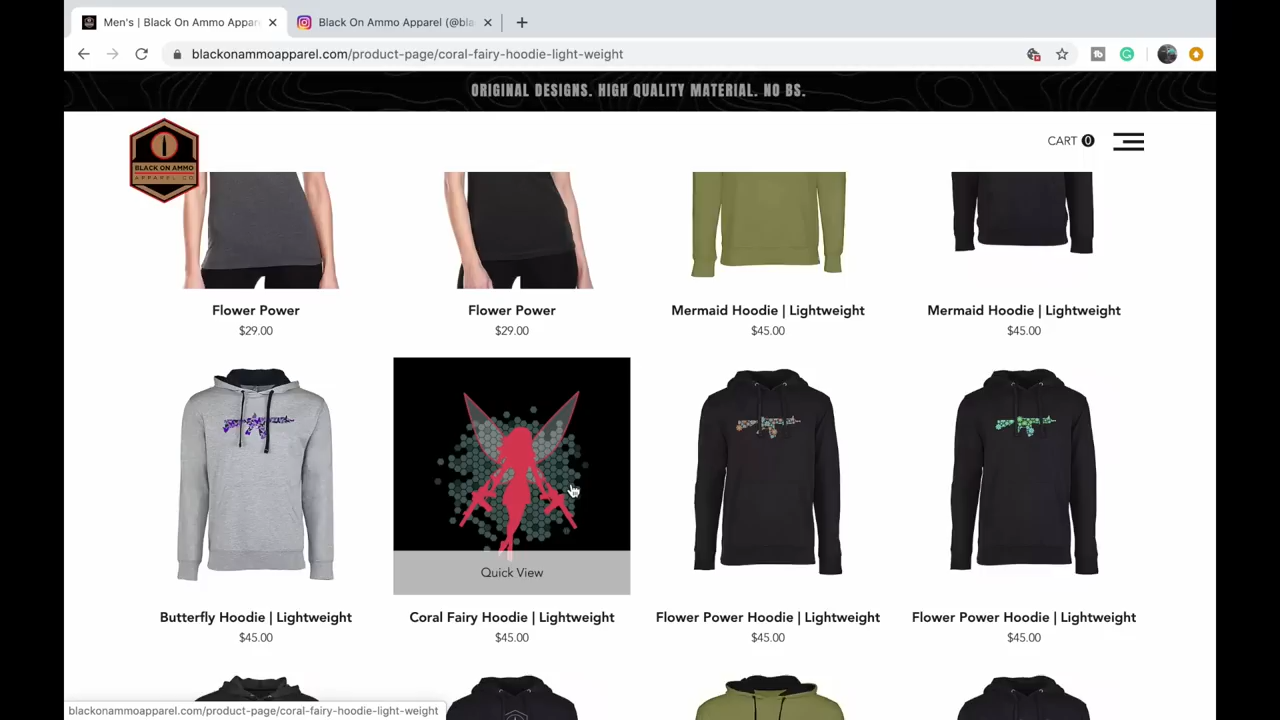 Men's | Black On Ammo Appar
Black On Ammo Apparel (@bla
blackonammoapparel.com/product-page/coral-fairy-hoodie-light-weight
ORIGINAL DESIGNS. HIGH QUALITY MATERIAL. NO BS.
BLACK ON AMMO
APPAREL CO
CART 0
Flower Power
$29.00
Flower Power
$29.00
Mermaid Hoodie | Lightweight
$45.00
Mermaid Hoodie | Lightweight
$45.00
Quick View
Butterfly Hoodie | Lightweight
$45.00
Coral Fairy Hoodie | Lightweight
$45.00
Flower Power Hoodie | Lightweight
$45.00
Flower Power Hoodie | Lightweight
$45.00
blackonammoapparel.com/product-page/coral-fairy-hoodie-light-weight